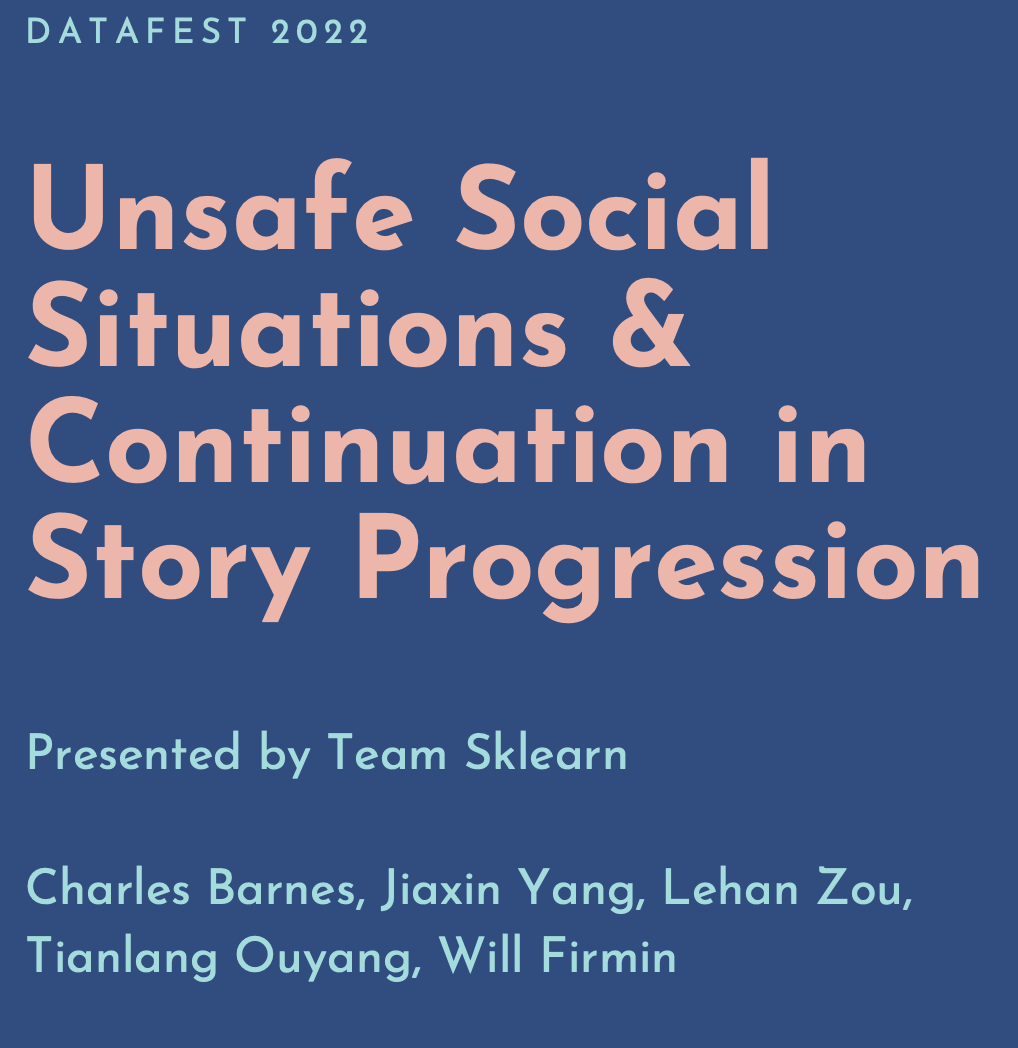 DATAFEST 2022
Unsafe Social
Situations &
Continuation in
Story Progression
Presented by Team Sklearn
Charles Barnes, Jiaxin Yang, Lehan Zou,
Tianlang Ouyang, Will Firmin